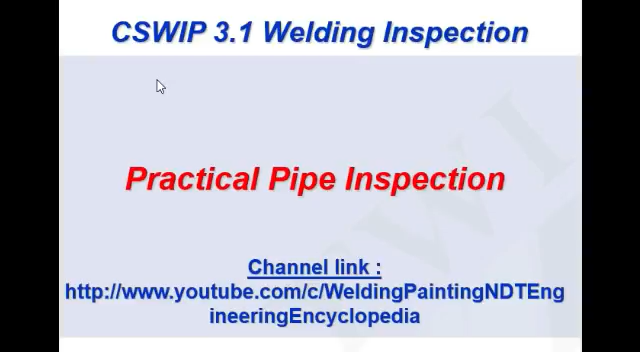 CSWIP 3.1 Welding Inspection
Practical Pipe Inspection
Channel link :
http://www.youtube.com/c/WeldingPaintingNDTEng
ineeringEncyclopedia